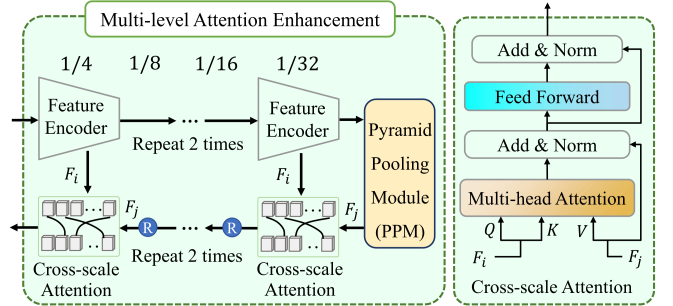 Multi-level Attention Enhancement
1/4 1/8 1/16 1/32
Feature
Encoder
...
Feature
Encoder
Repeat 2 times
F_i
F_i
Pyramid
Pooling
Module
(PPM)
F_j
R
...
R
F_j
Repeat 2 times
Cross-scale
Attention
Cross-scale
Attention
Add & Norm
Feed Forward
Add & Norm
Multi-head Attention
Q K V
F_i F_j
Cross-scale Attention